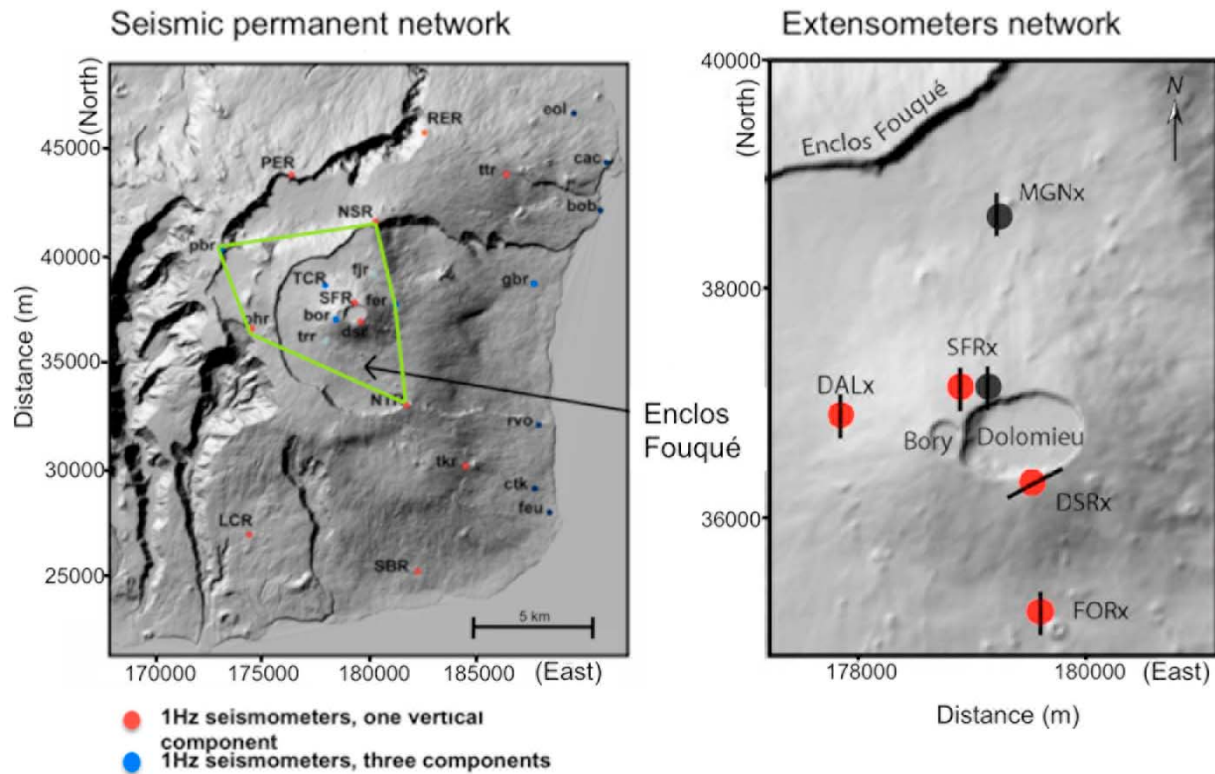 Seismic permanent network
Distance (m)
(North)
45000
40000
35000
30000
25000
170000
175000
180000
185000
(East)
RER
eol
PER
ttr
cac
bob
NSR
pbr
fjr
TCR
gbr
SFR
fer
bor
phr
dsr
trr
rvo
tkr
ctk
feu
LCR
SBR
5 km
1Hz seismometers, one vertical
component
1Hz seismometers, three components
Enclos
Fouqué
Extensometers network
(North)
40000
38000
36000
Enclos Fouqué
N
MGNx
SFRx
DALx
Bory
Dolomieu
DSRx
FORx
178000
180000
(East)
Distance (m)